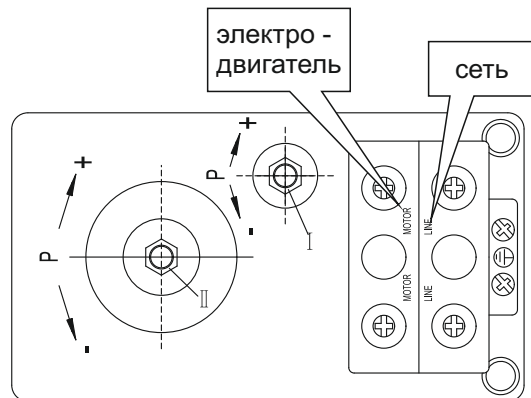 электро -
двигатель
сеть
+
P
-
+
P
-
I
II
MOTOR
LINE
MOTOR
LINE